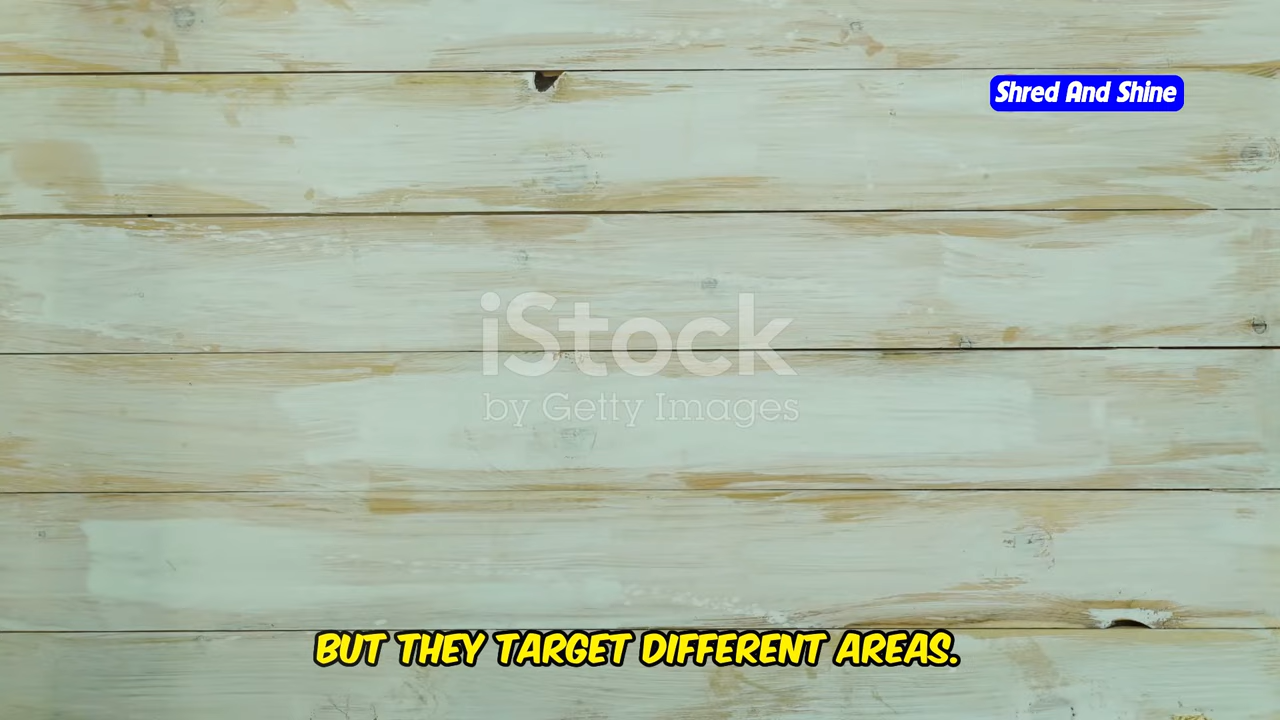 Shred And Shine
iStock
by Getty Images
BUT THEY TARGET DIFFERENT AREAS.